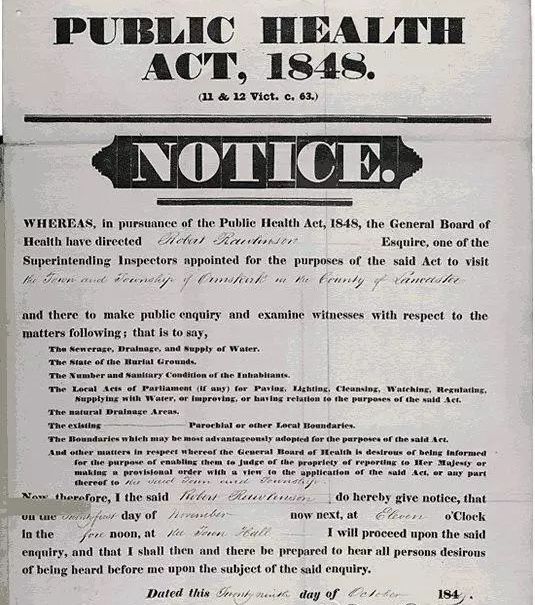 PUBLIC HEALTH
ACT, 1848.
(11 & 12 Vict. c. 63.)
NOTICE.
WHEREAS, in pursuance of the Public Health Act, 1848, the General Board of
Health have directed Robert Rawlinson Esquire, one of the
Superintending Inspectors appointed for the purposes of the said Act to visit
the Town and Township of Ormskirk in the County of Lancaster
and there to make public enquiry and examine witnesses with respect to the
matters following; that is to say,
The Sewerage, Drainage, and Supply of Water.
The State of the Burial Grounds.
The Number and Sanitary Condition of the Inhabitants.
The Local Acts of Parliament (if any) for Paving, Lighting, Cleansing, Watching, Regulating,
Supplying with Water, or improving, or having relation to the purposes of the said Act.
The natural Drainage Areas.
The existing Parochial or other Local Boundaries.
The Boundaries which may be most advantageously adopted for the purposes of the said Act.
And other matters in respect whereof the General Board of Health is desirous of being informed
for the purpose of enabling them to judge of the propriety of reporting to Her Majesty or
making a provisional order with a view to the application of the said Act, or any part
thereof to the said Town and Township.
Now therefore, I the said Robert Rawlinson do hereby give notice, that
on the Twenty first day of November now next, at Eleven o'Clock
in the fore noon, at the Town Hall I will proceed upon the said
enquiry, and that I shall then and there be prepared to hear all persons desirous
of being heard before me upon the subject of the said enquiry.
Dated this Twenty ninth day of October 1849.